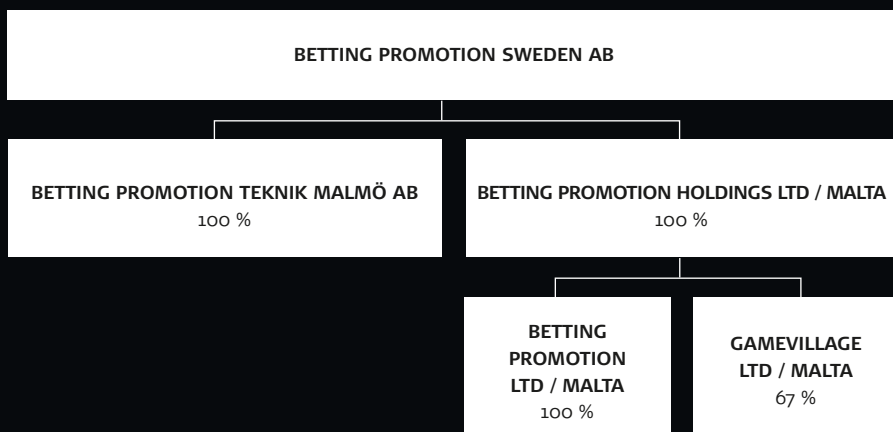 BETTING PROMOTION SWEDEN AB
BETTING PROMOTION TEKNIK MALMÖ AB
100 %
BETTING PROMOTION HOLDINGS LTD / MALTA
100 %
BETTING
PROMOTION
LTD / MALTA
100 %
GAMEVILLAGE
LTD / MALTA
67 %